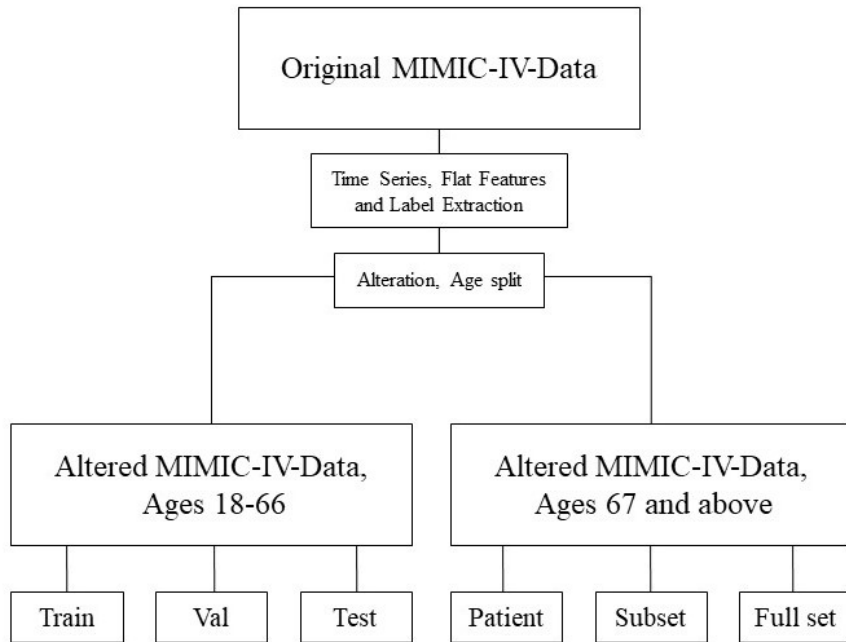 Original MIMIC-IV-Data
Time Series, Flat Features
and Label Extraction
Alteration, Age split
Altered MIMIC-IV-Data,
Ages 18-66
Altered MIMIC-IV-Data,
Ages 67 and above
Train
Val
Test
Patient
Subset
Full set